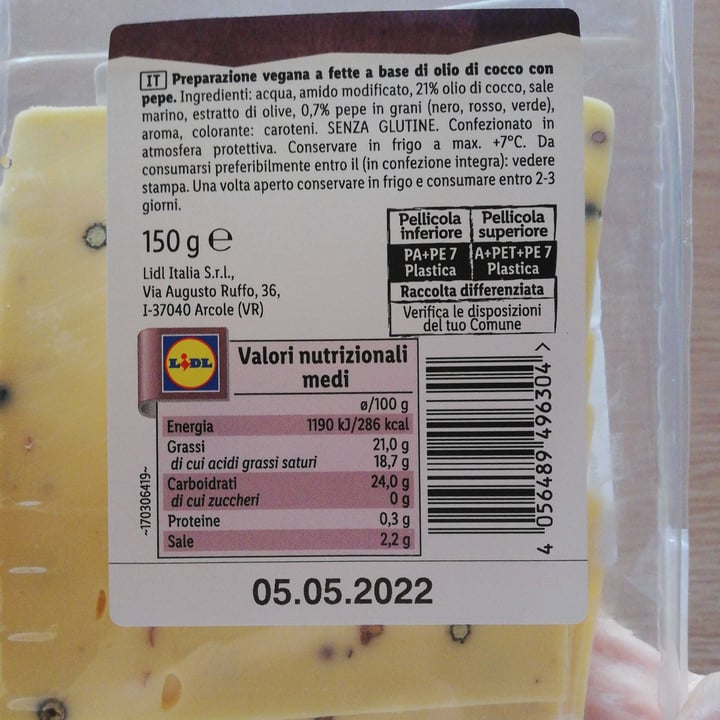 IT Preparazione vegana a fette a base di olio di cocco con
pepe. Ingredienti: acqua, amido modificato, 21% olio di cocco, sale
marino, estratto di olive, 0,7% pepe in grani (nero, rosso, verde),
aroma, colorante: caroteni. SENZA GLUTINE. Confezionato in
atmosfera protettiva. Conservare in frigo a max. +7°C. Da
consumarsi preferibilmente entro il (in confezione integra): vedere
stampa. Una volta aperto conservare in frigo e consumare entro 2-3
giorni.
150 g e
Lidl Italia S.r.l.,
Via Augusto Ruffo, 36,
I-37040 Arcole (VR)
Pellicola inferiore
Pellicola superiore
PA+PE 7 Plastica
A+PET+PE 7 Plastica
Raccolta differenziata
Verifica le disposizioni
del tuo Comune
LIDL
Valori nutrizionali
medi
ø/100 g
Energia 1190 kJ/286 kcal
Grassi 21,0 g
di cui acidi grassi saturi 18,7 g
Carboidrati 24,0 g
di cui zuccheri 0 g
Proteine 0,3 g
Sale 2,2 g
~170306419~
4 056489 496304 >
05.05.2022